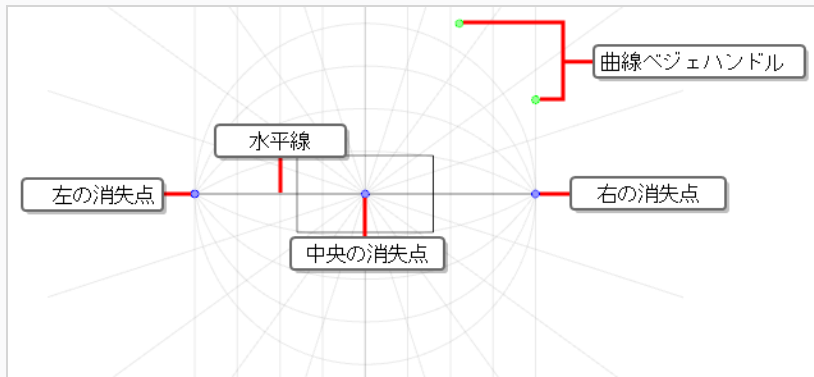 曲線ベジェハンドル
水平線
左の消失点
右の消失点
中央の消失点